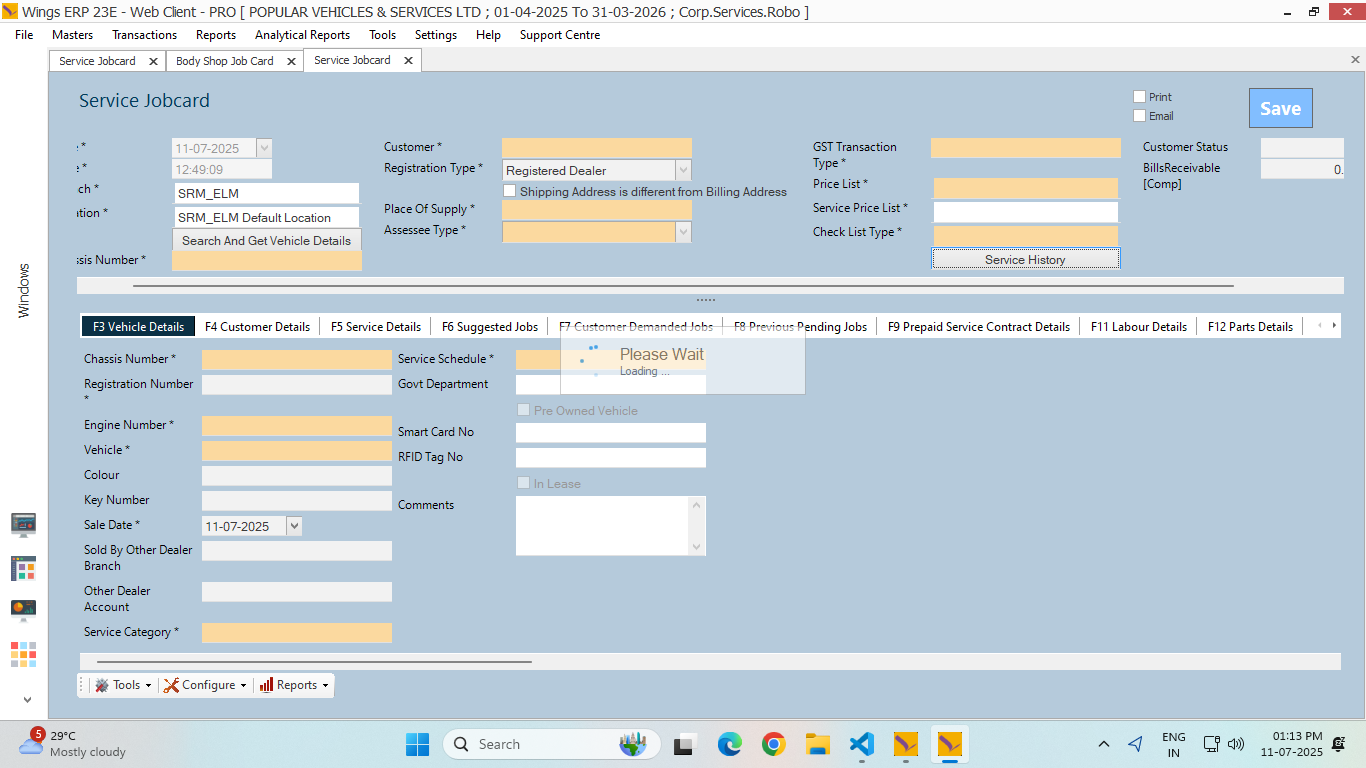 Wings ERP 23E - Web Client - PRO [ POPULAR VEHICLES & SERVICES LTD ; 01-04-2025 To 31-03-2026 ; Corp.Services.Robo ]
File Masters Transactions Reports Analytical Reports Tools Settings Help Support Centre
Service Jobcard Body Shop Job Card Service Jobcard
Service Jobcard
Print
Email
Save
11-07-2025
12:49:09
ch *
SRM_ELM
ation *
SRM_ELM Default Location
Search And Get Vehicle Details
ssis Number *
Customer *
Registration Type *
Registered Dealer
Shipping Address is different from Billing Address
Place Of Supply *
Assessee Type *
GST Transaction
Type *
Price List *
Service Price List *
Check List Type *
Service History
Customer Status
BillsReceivable
[Comp]
0.
Windows
F3 Vehicle Details F4 Customer Details F5 Service Details F6 Suggested Jobs F7 Customer Demanded Jobs F8 Previous Pending Jobs F9 Prepaid Service Contract Details F11 Labour Details F12 Parts Details
Please Wait
Loading ...
Chassis Number *
Registration Number
*
Engine Number *
Vehicle *
Colour
Key Number
Sale Date *
11-07-2025
Sold By Other Dealer
Branch
Other Dealer
Account
Service Category *
Service Schedule *
Govt Department
Pre Owned Vehicle
Smart Card No
RFID Tag No
In Lease
Comments
Tools Configure Reports
5
29°C
Mostly cloudy
Search
ENG
IN
01:13 PM
11-07-2025